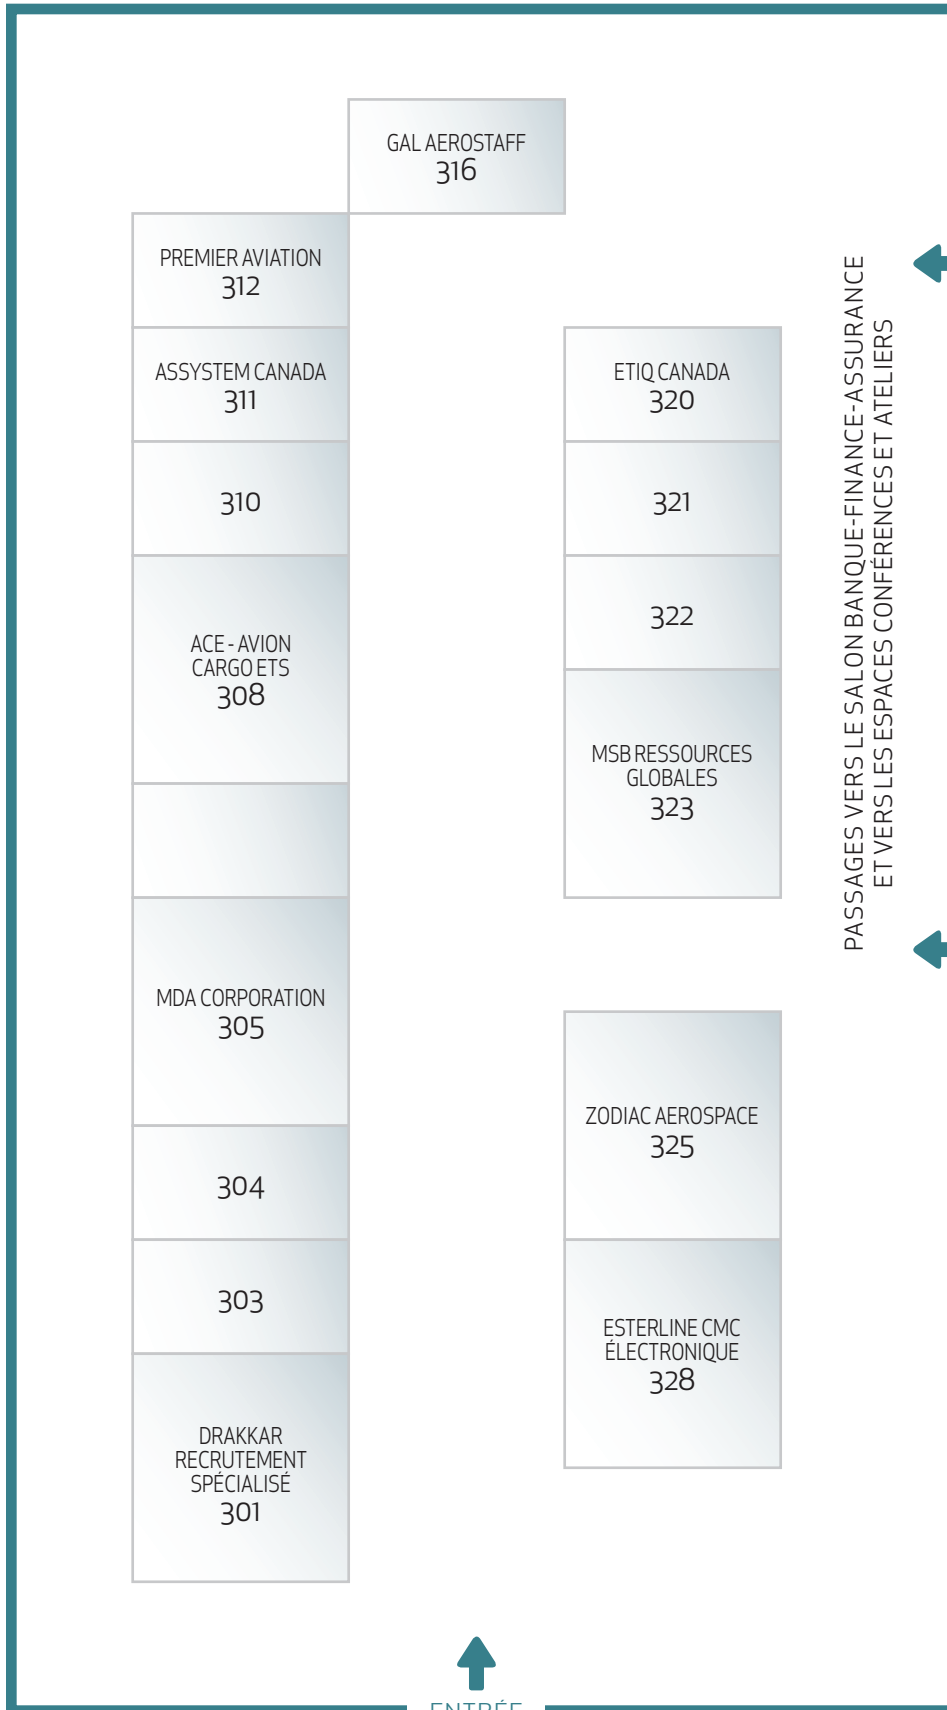 GAL AEROSTAFF
316
PREMIER AVIATION
312
ASSYSTEM CANADA
311
310
ACE - AVION
CARGO ETS
308
MDA CORPORATION
305
304
303
DRAKKAR
RECRUTEMENT
SPÉCIALISÉ
301
ETIQ CANADA
320
321
322
MSB RESSOURCES
GLOBALES
323
ZODIAC AEROSPACE
325
ESTERLINE CMC
ÉLECTRONIQUE
328
PASSAGES VERS LE SALON BANQUE-FINANCE-ASSURANCE
ET VERS LES ESPACES CONFÉRENCES ET ATELIERS
ENTRÉE